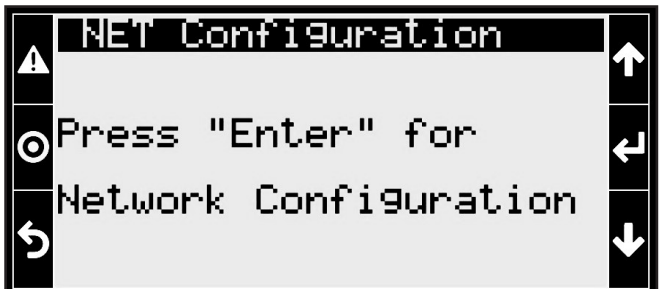 NET Configuration
Press "Enter" for
Network Configuration